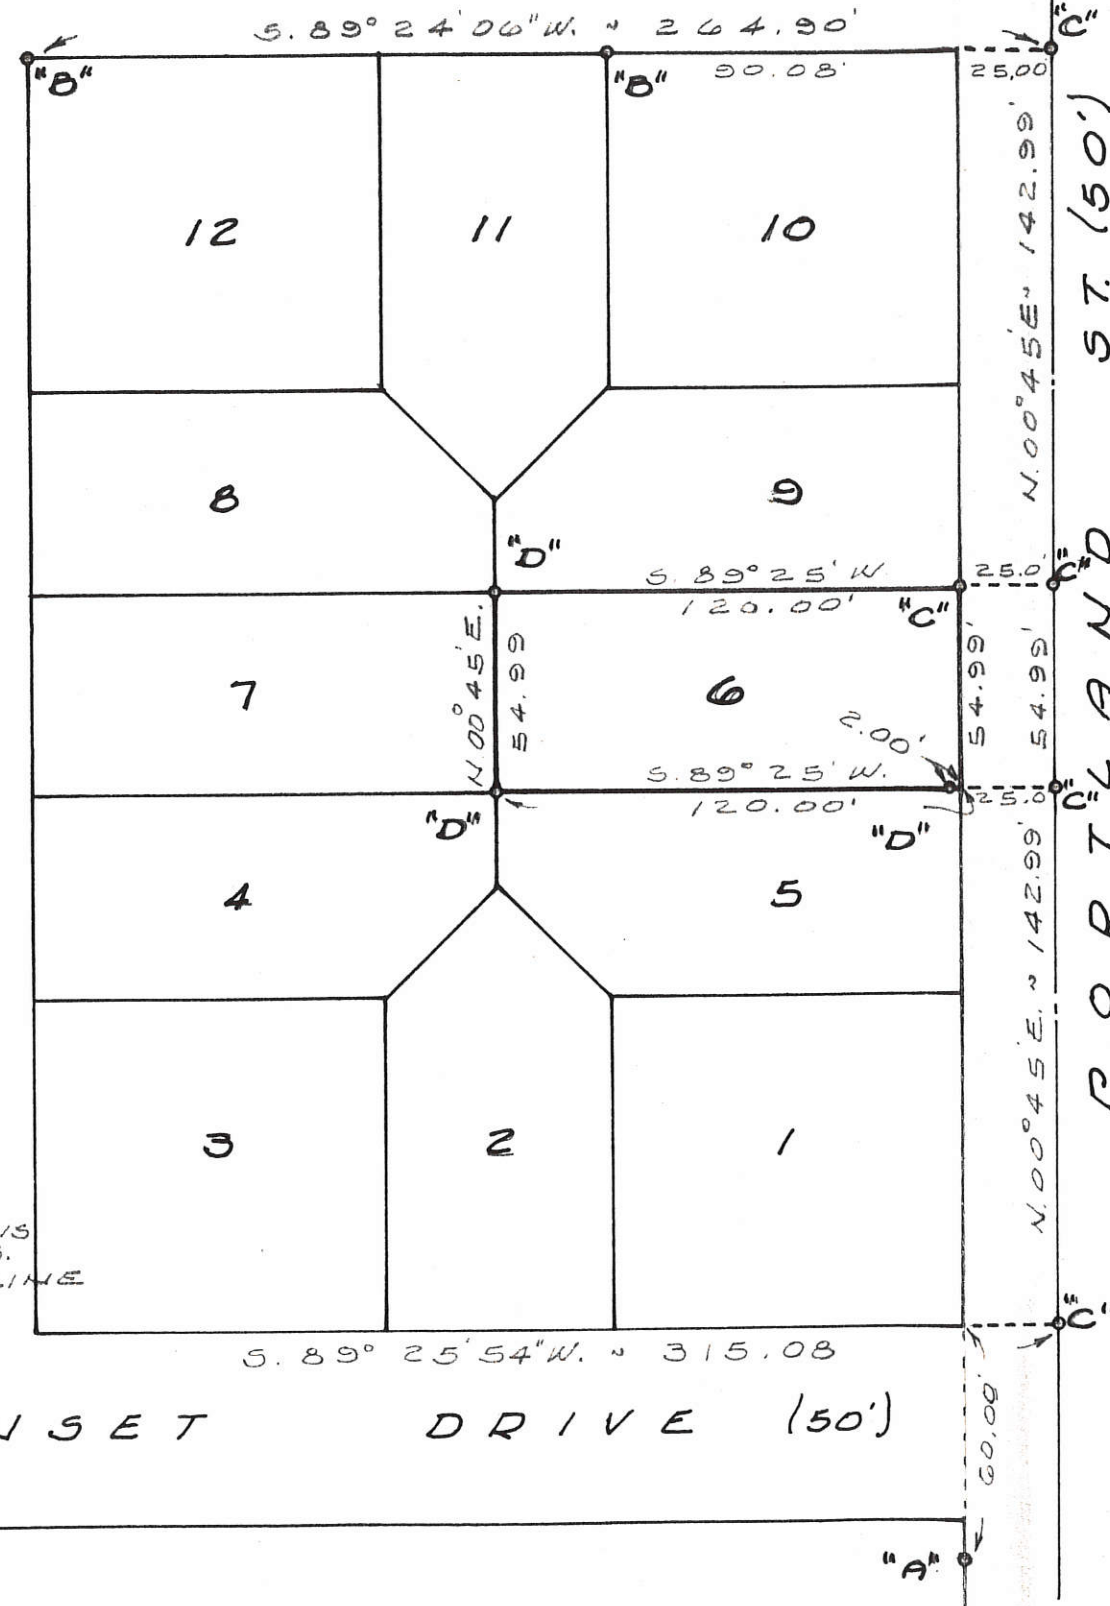 S. 89° 24' 06" W. ~ 264.90'
"C"
"B"
"B"
90.08'
25.00'
12
11
10
N. 00° 45' E ~ 142.99'
ST. (50')
8
9
"D"
S. 89° 25' W.
120.00'
"C"
25.0'
"C"
7
N. 00° 45' E.
54.99
6
54.99'
54.99'
2.00'
S. 89° 25' W.
120.00'
"D"
"D"
25.0'
"C"
4
5
N. 00° 45' E. ~ 142.99'
3
2
1
LINE
"C"
S. 89° 25' 54" W. ~ 315.08
DRIVE (50')
60.08'
"A"